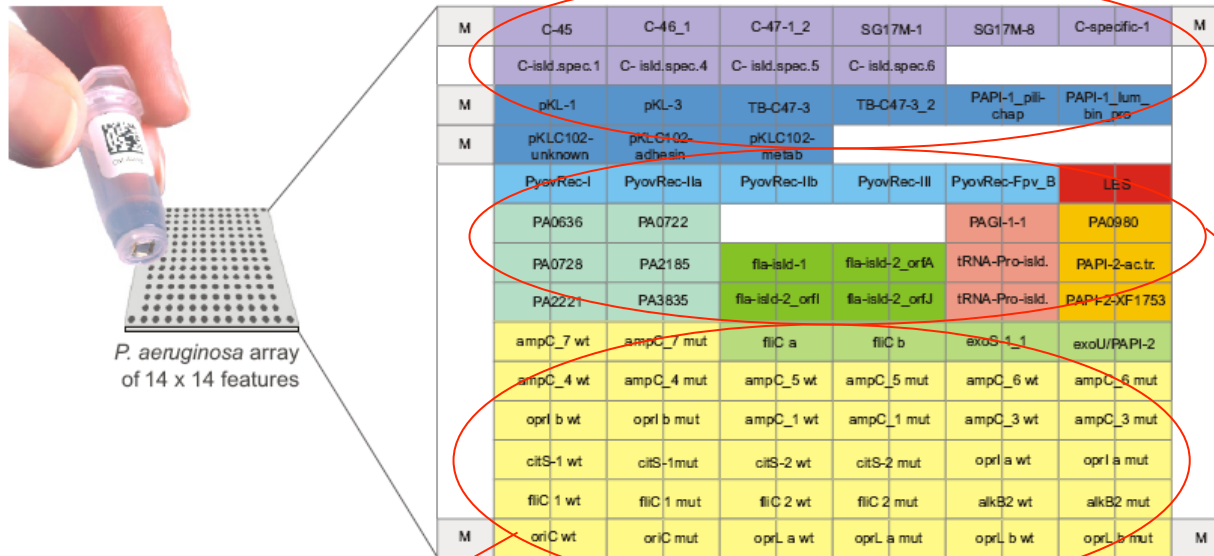 M C-45 C-46_1 C-47-1_2 SG17M-1 SG17M-8 C-specific-1 M
C-isld.spec.1 C- isld.spec.4 C- isld.spec.5 C- isld.spec.6
M pKL-1 pKL-3 TB-C47-3 TB-C47-3_2 PAPI-1_pili- PAPI-1_lum_
chap bin_pro
M pKLC102- pKLC102- pKLC102-
unknown adhesin metab
PyovRec-I PyovRec-IIa PyovRec-IIb PyovRec-III PyovRec-Fpv_B LES
PA0636 PA0722 PAGI-1-1 PA0980
PA0728 PA2185 fla-isld-1 fla-isld-2_orfA tRNA-Pro-isld. PAPI-2-ac.tr.
PA2221 PA3835 fla-isld-2_orfI fla-isld-2_orfJ tRNA-Pro-isld. PAPI-2-XF1753
ampC_7 wt ampC_7 mut fliC a fliC b exoS-1_1 exoU/PAPI-2
ampC_4 wt ampC_4 mut ampC_5 wt ampC_5 mut ampC_6 wt ampC_6 mut
oprI b wt oprI b mut ampC_1 wt ampC_1 mut ampC_3 wt ampC_3 mut
citS-1 wt citS-1mut citS-2 wt citS-2 mut oprI a wt oprI a mut
fliC 1 wt fliC 1 mut fliC 2 wt fliC 2 mut alkB2 wt alkB2 mut
M oriC wt oriC mut oprL a wt oprL a mut oprL b wt oprL b mut M
P. aeruginosa array
of 14 x 14 features